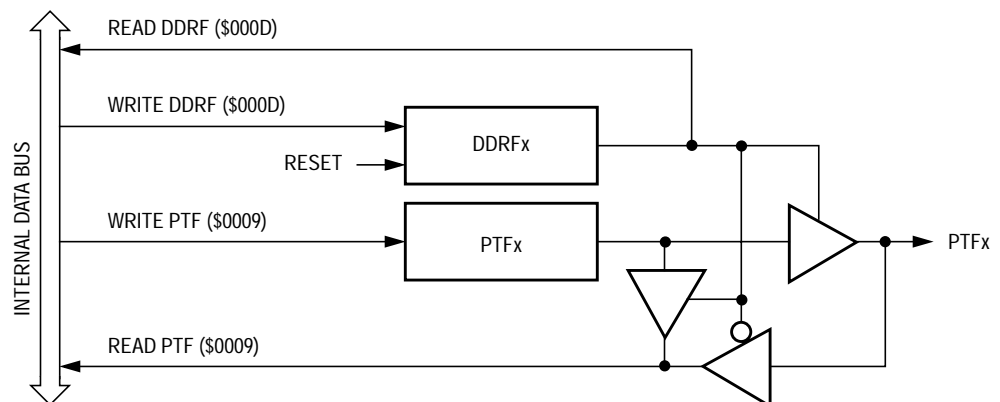 READ DDRF ($000D)
WRITE DDRF ($000D)
DDRFx
RESET
WRITE PTF ($0009)
PTFx
PTFx
READ PTF ($0009)
INTERNAL DATA BUS